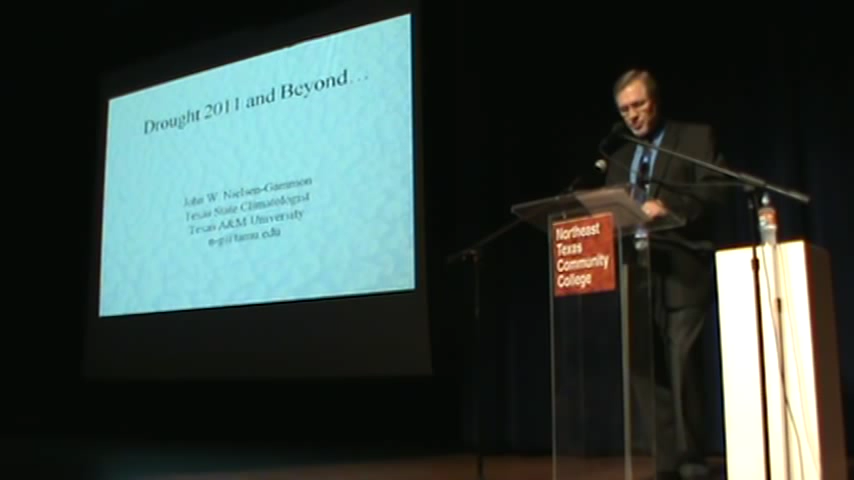 Drought 2011 and Beyond...
John W. Nielsen-Gammon
Texas State Climatologist
Texas A&M University
n-g@tamu.edu
Northeast
Texas
Community
College